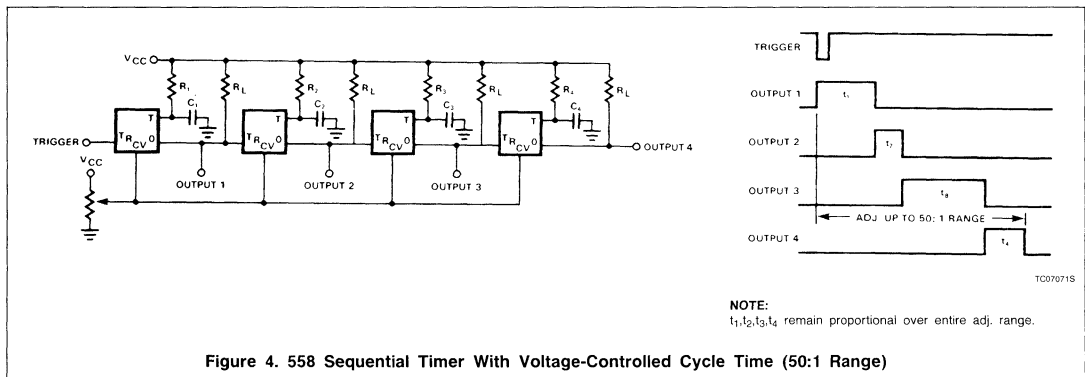 VCC
R1
RL
R2
RL
R3
RL
R4
RL
C1
C2
C3
C4
T
T
T
T
TRIGGER
TR
CV
O
TR
CV
O
TR
CV
O
TR
CV
O
OUTPUT 4
VCC
OUTPUT 1
OUTPUT 2
OUTPUT 3
TRIGGER
OUTPUT 1
t1
OUTPUT 2
t2
OUTPUT 3
t8
ADJ UP TO 50: 1 RANGE
OUTPUT 4
t4
TC07071S
NOTE:
t1,t2,t3,t4 remain proportional over entire adj. range.
Figure 4. 558 Sequential Timer With Voltage-Controlled Cycle Time (50:1 Range)